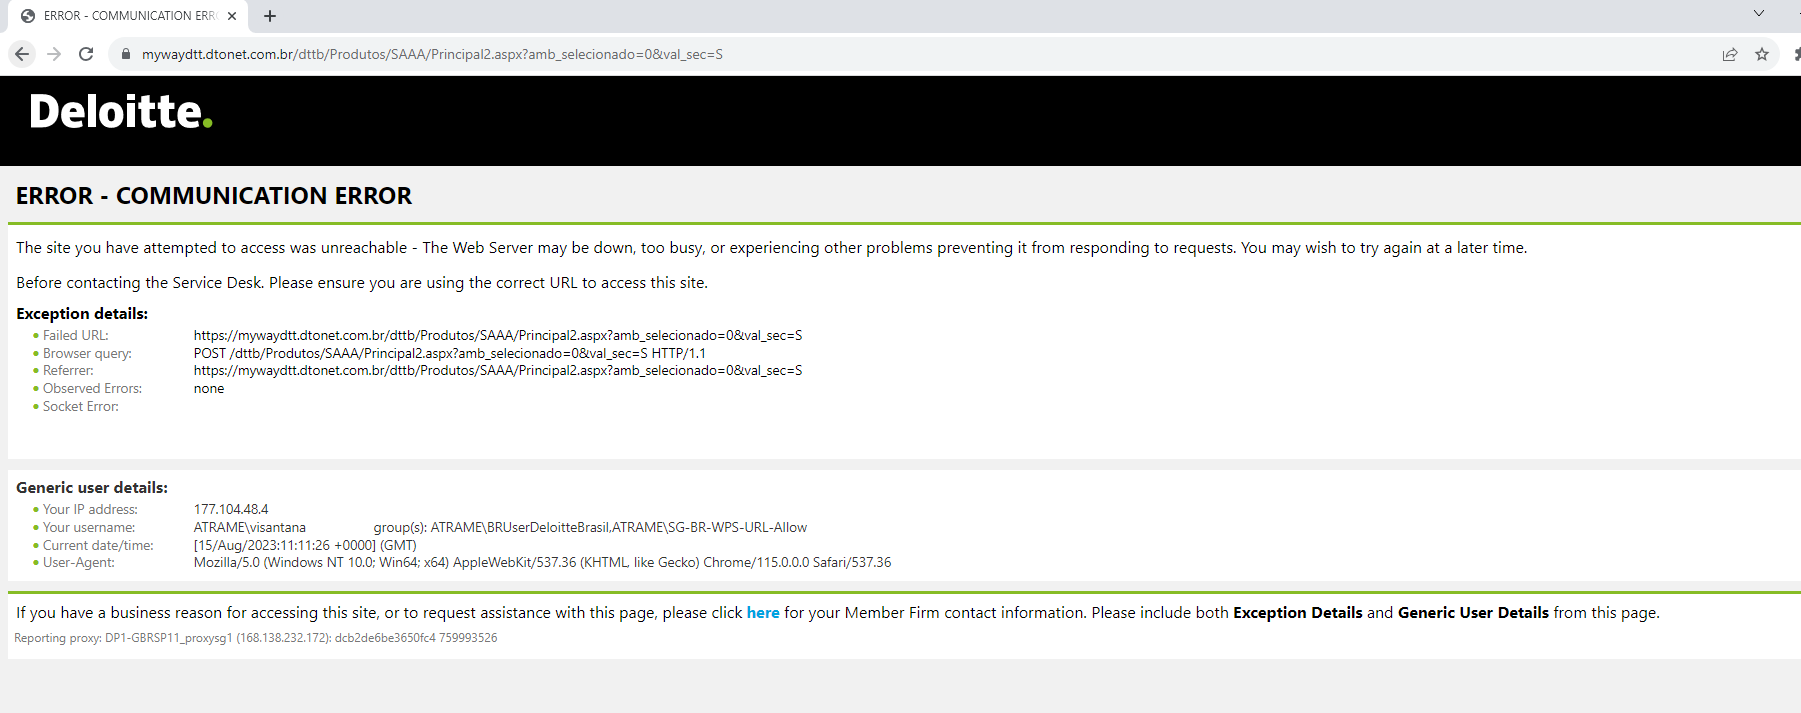 ERROR - COMMUNICATION ERR
mywaydtt.dtonet.com.br/dttb/Produtos/SAAA/Principal2.aspx?amb_selecionado=0&val_sec=S
Deloitte.
ERROR - COMMUNICATION ERROR
The site you have attempted to access was unreachable - The Web Server may be down, too busy, or experiencing other problems preventing it from responding to requests. You may wish to try again at a later time.
Before contacting the Service Desk. Please ensure you are using the correct URL to access this site.
Exception details:
• Failed URL: https://mywaydtt.dtonet.com.br/dttb/Produtos/SAAA/Principal2.aspx?amb_selecionado=0&val_sec=S
• Browser query: POST /dttb/Produtos/SAAA/Principal2.aspx?amb_selecionado=0&val_sec=S HTTP/1.1
• Referrer: https://mywaydtt.dtonet.com.br/dttb/Produtos/SAAA/Principal2.aspx?amb_selecionado=0&val_sec=S
• Observed Errors: none
• Socket Error:
Generic user details:
• Your IP address: 177.104.48.4
• Your username: ATRAME\visantana group(s): ATRAME\BRUserDeloitteBrasil,ATRAME\SG-BR-WPS-URL-Allow
• Current date/time: [15/Aug/2023:11:11:26 +0000] (GMT)
• User-Agent: Mozilla/5.0 (Windows NT 10.0; Win64; x64) AppleWebKit/537.36 (KHTML, like Gecko) Chrome/115.0.0.0 Safari/537.36
If you have a business reason for accessing this site, or to request assistance with this page, please click here for your Member Firm contact information. Please include both Exception Details and Generic User Details from this page.
Reporting proxy: DP1-GBRSP11_proxysg1 (168.138.232.172): dcb2de6be3650fc4 759993526